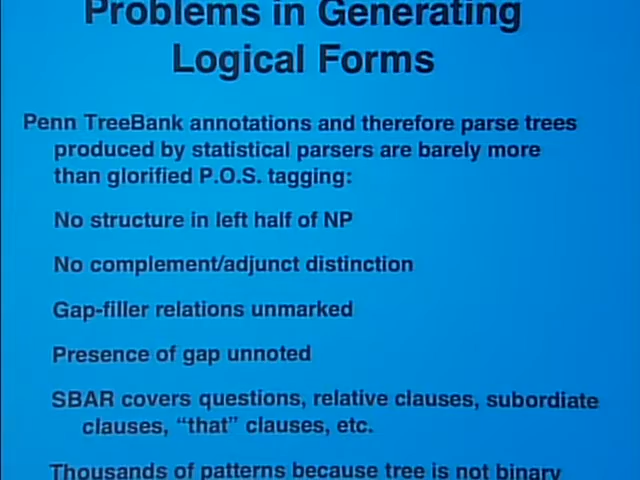 Problems in Generating
Logical Forms
Penn TreeBank annotations and therefore parse trees
produced by statistical parsers are barely more
than glorified P.O.S. tagging:
No structure in left half of NP
No complement/adjunct distinction
Gap-filler relations unmarked
Presence of gap unnoted
SBAR covers questions, relative clauses, subordiate
clauses, “that” clauses, etc.
Thousands of patterns because tree is not binary